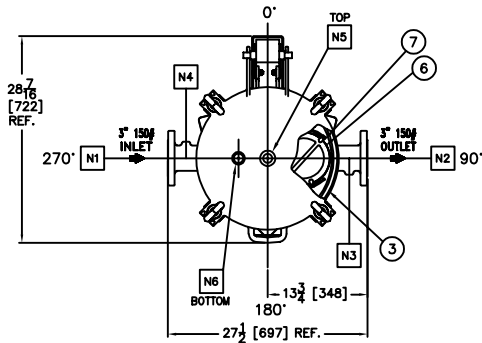 0°
TOP
N5
7
6
28 7/16
[722]
REF.
N4
3" 150#
INLET
3" 150#
OUTLET
270°
N1
N2
90°
3
N6
BOTTOM
N3
13 3/4 [348]
180°
27 1/2 [697] REF.